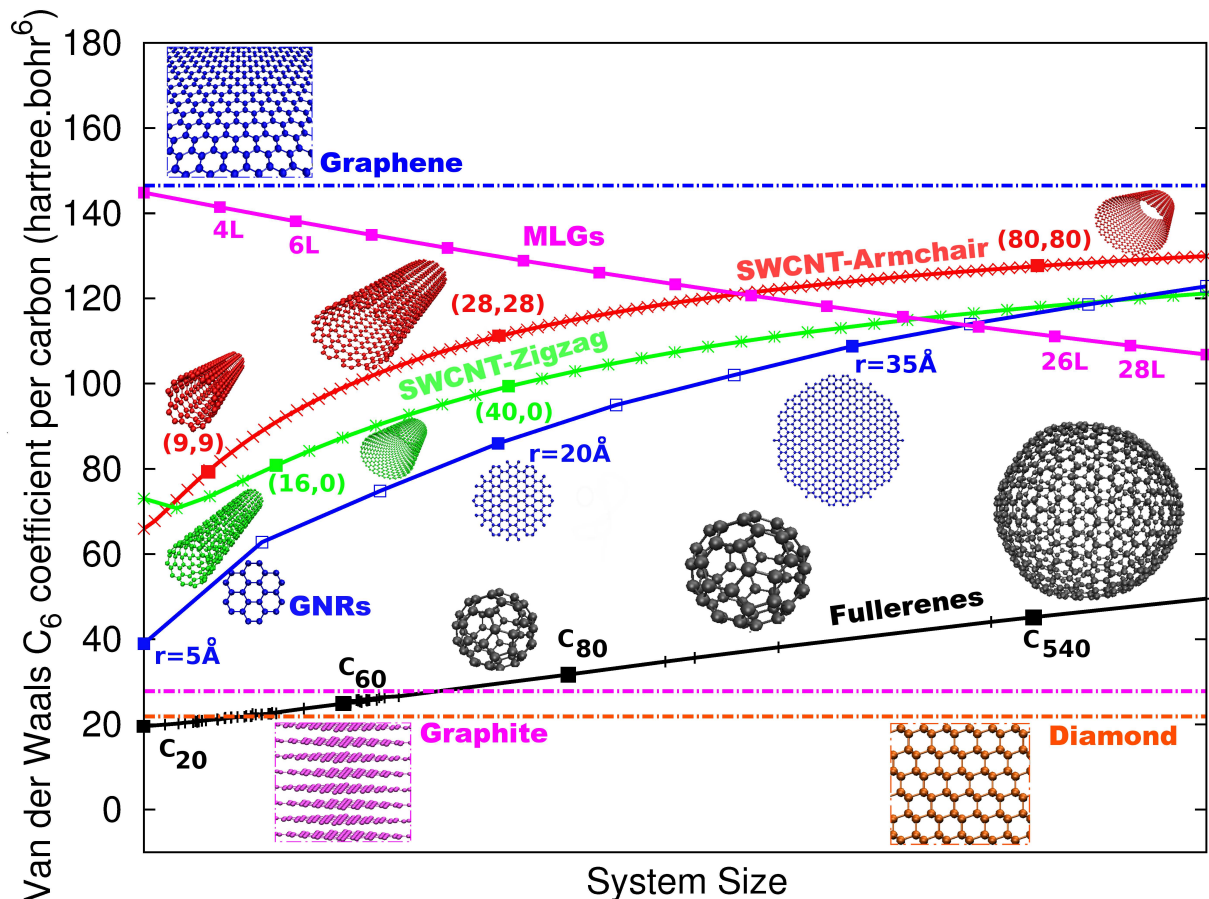 Van der Waals C₆ coefficient per carbon (hartree.bohr⁶)
180
160
140
120
100
80
60
40
20
0
Graphene
4L
6L
MLGs
SWCNT-Armchair
(80,80)
(28,28)
(9,9)
SWCNT-Zigzag
(40,0)
(16,0)
r=35Å
26L
28L
r=20Å
GNRs
r=5Å
Fullerenes
C₈₀
C₅₄₀
C₆₀
C₂₀
Graphite
Diamond
System Size